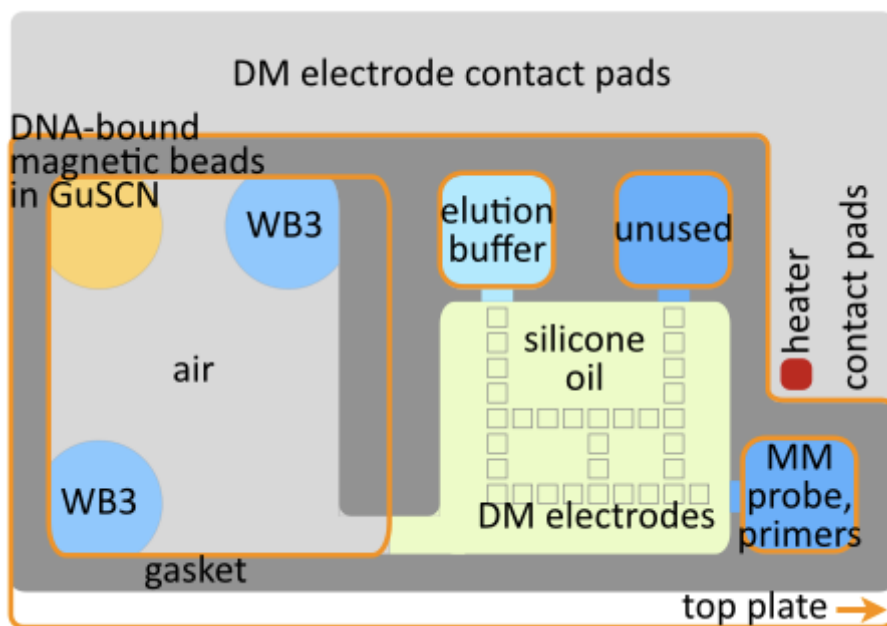 DM electrode contact pads
DNA-bound
magnetic beads
in GuSCN
WB3
elution
buffer
unused
heater
contact pads
silicone
oil
air
WB3
DM electrodes
MM
probe,
primers
gasket
top plate